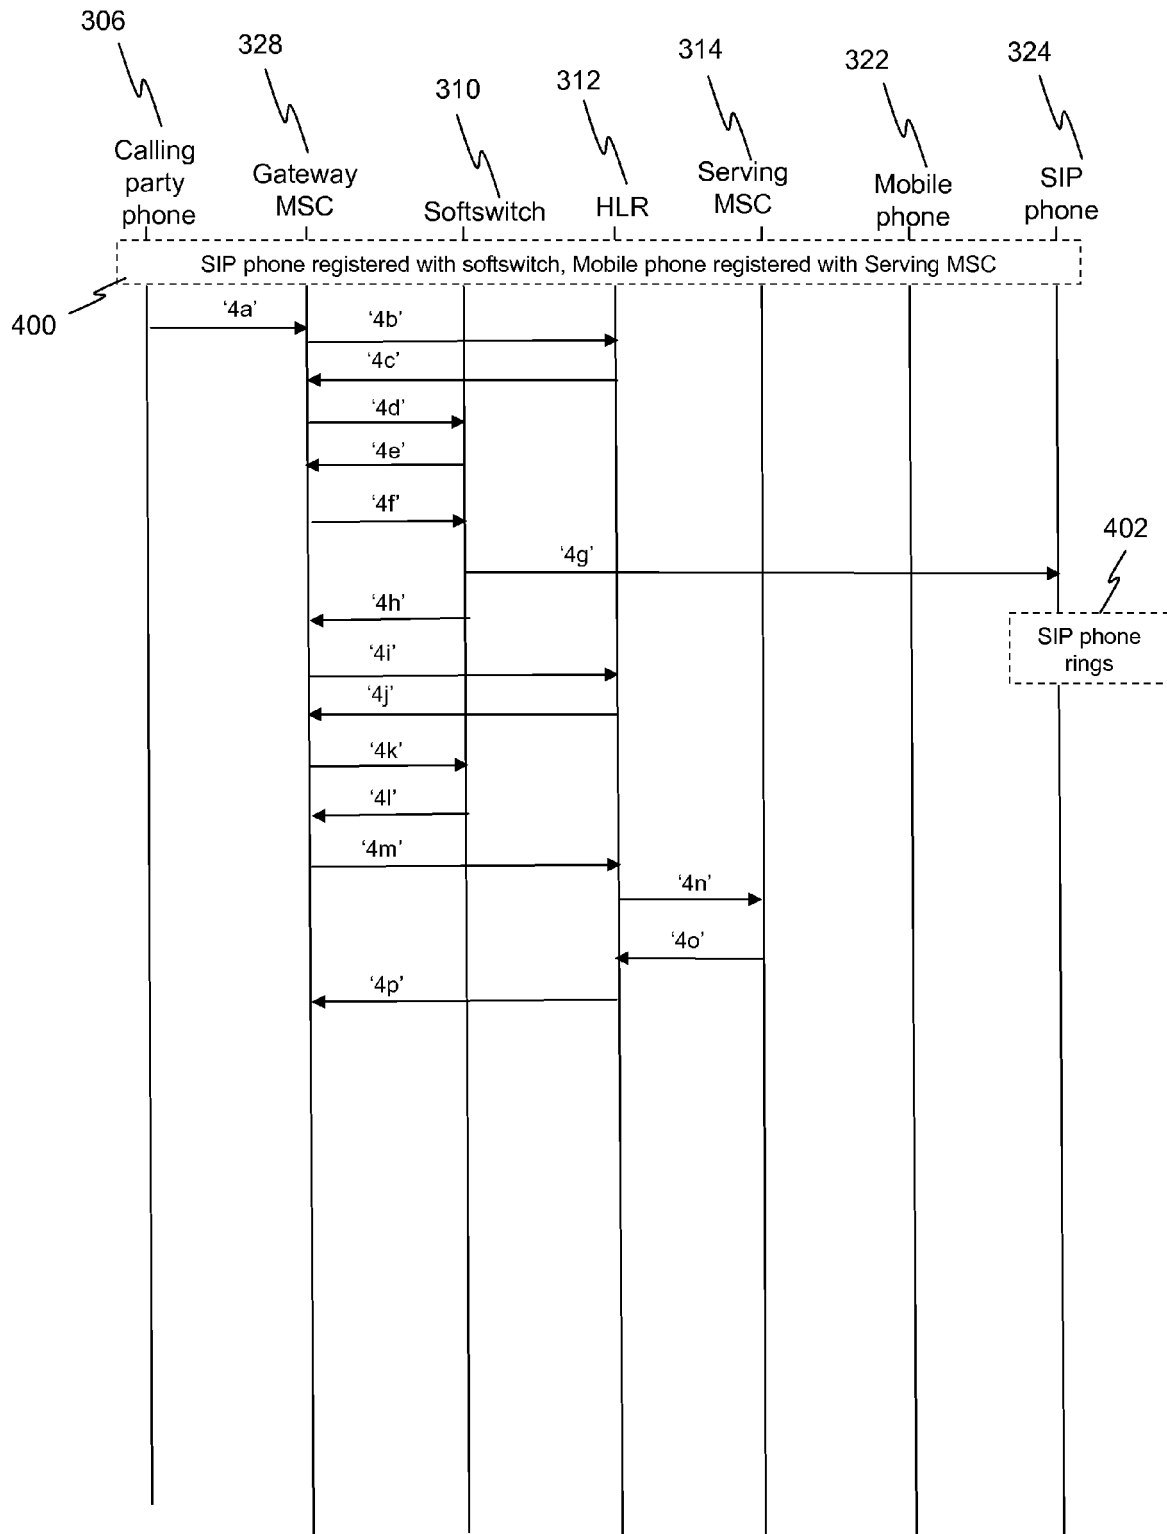 306
328
310
312
314
322
324
Calling
party
phone
Gateway
MSC
Softswitch
HLR
Serving
MSC
Mobile
phone
SIP
phone
SIP phone registered with softswitch, Mobile phone registered with Serving MSC
400
‘4a’
‘4b’
‘4c’
‘4d’
‘4e’
‘4f’
‘4g’
402
‘4h’
SIP phone
rings
‘4i’
‘4j’
‘4k’
‘4l’
‘4m’
‘4n’
‘4o’
‘4p’